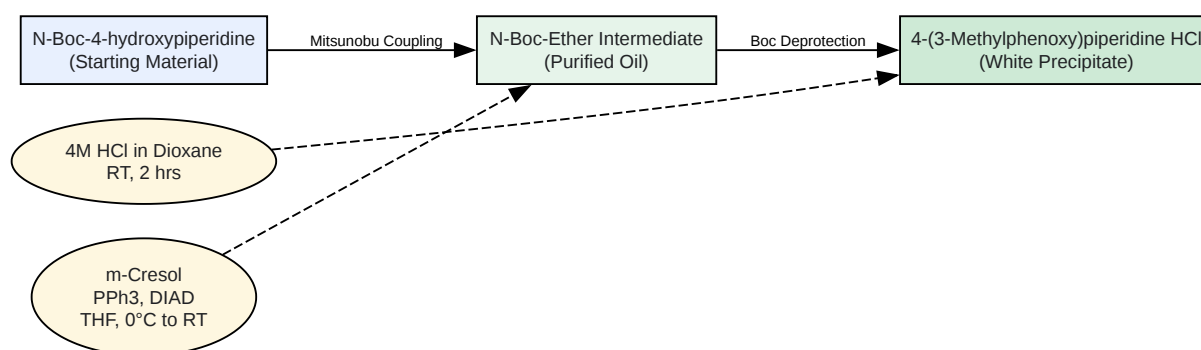 N-Boc-4-hydroxypiperidine
(Starting Material)
Mitsunobu Coupling
N-Boc-Ether Intermediate
(Purified Oil)
Boc Deprotection
4-(3-Methylphenoxy)piperidine HCl
(White Precipitate)
4M HCl in Dioxane
RT, 2 hrs
m-Cresol
PPh3, DIAD
THF, 0°C to RT